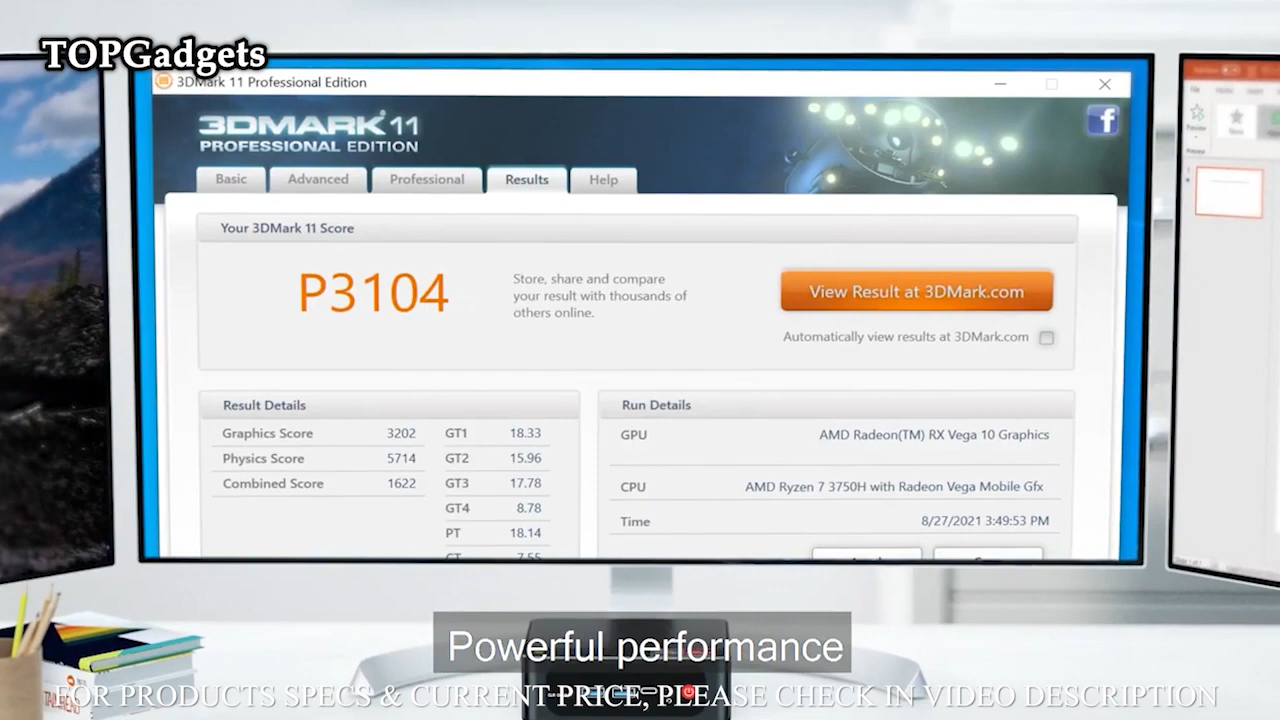 TOPGadgets
3DMark 11 Professional Edition
3DMARK 11
PROFESSIONAL EDITION
f
Basic Advanced Professional Results Help
Your 3DMark 11 Score
P3104
Store, share and compare
your result with thousands of
others online.
View Result at 3DMark.com
Automatically view results at 3DMark.com
Result Details
Graphics Score 3202
Physics Score 5714
Combined Score 1622
GT1 18.33
GT2 15.96
GT3 17.78
GT4 8.78
PT 18.14
CT 7.55
Run Details
GPU AMD Radeon(TM) RX Vega 10 Graphics
CPU AMD Ryzen 7 3750H with Radeon Vega Mobile Gfx
Time 8/27/2021 3:49:53 PM
Powerful performance
FOR PRODUCTS SPECS & CURRENT PRICE, PLEASE CHECK IN VIDEO DESCRIPTION